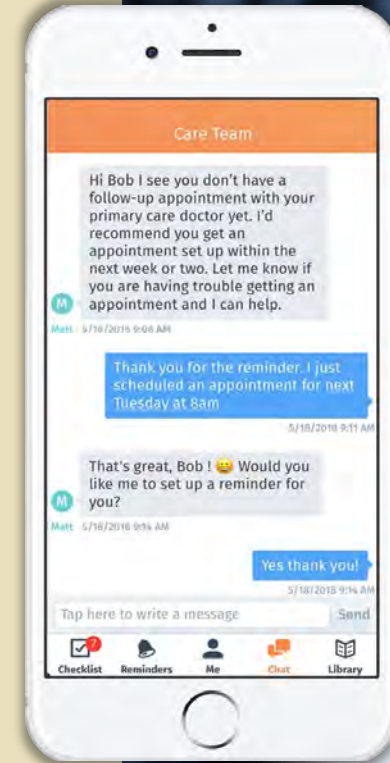 Care Team
Hi Bob I see you don't have a
follow-up appointment with your
primary care doctor yet. I'd
recommend you get an
appointment set up within the
next week or two. Let me know if
you are having trouble getting an
appointment and I can help.
M
Matt 5/18/2018 9:08 AM
Thank you for the reminder. I just
scheduled an appointment for next
Tuesday at 8am
5/18/2018 9:11 AM
That's great, Bob ! 😀 Would you
like me to set up a reminder for
you?
M
Matt 5/18/2018 9:14 AM
Yes thank you!
5/18/2018 9:14 AM
Tap here to write a message Send
7
Checklist Reminders Me Chat Library